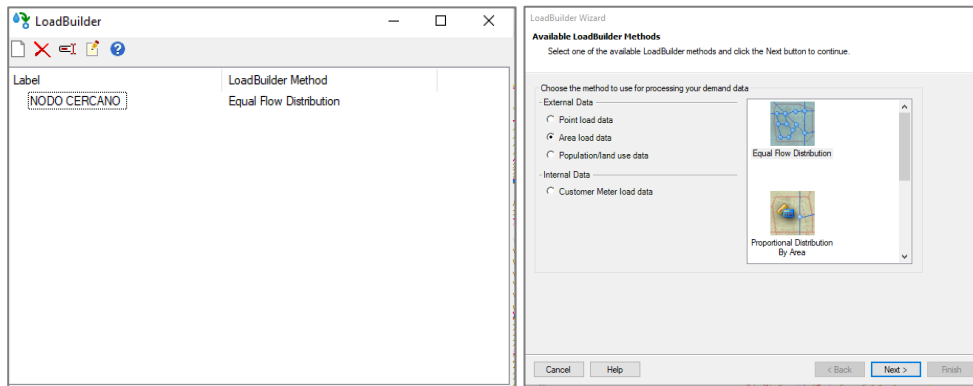 LoadBuilder
Label LoadBuilder Method
NODO CERCANO Equal Flow Distribution
LoadBuilder Wizard
Available LoadBuilder Methods
Select one of the available LoadBuilder methods and click the Next button to continue.
Choose the method to use for processing your demand data
External Data
Point load data
Area load data
Population/land use data
Internal Data
Customer Meter load data
Equal Flow Distribution
Proportional Distribution
By Area
Cancel Help < Back Next > Finish